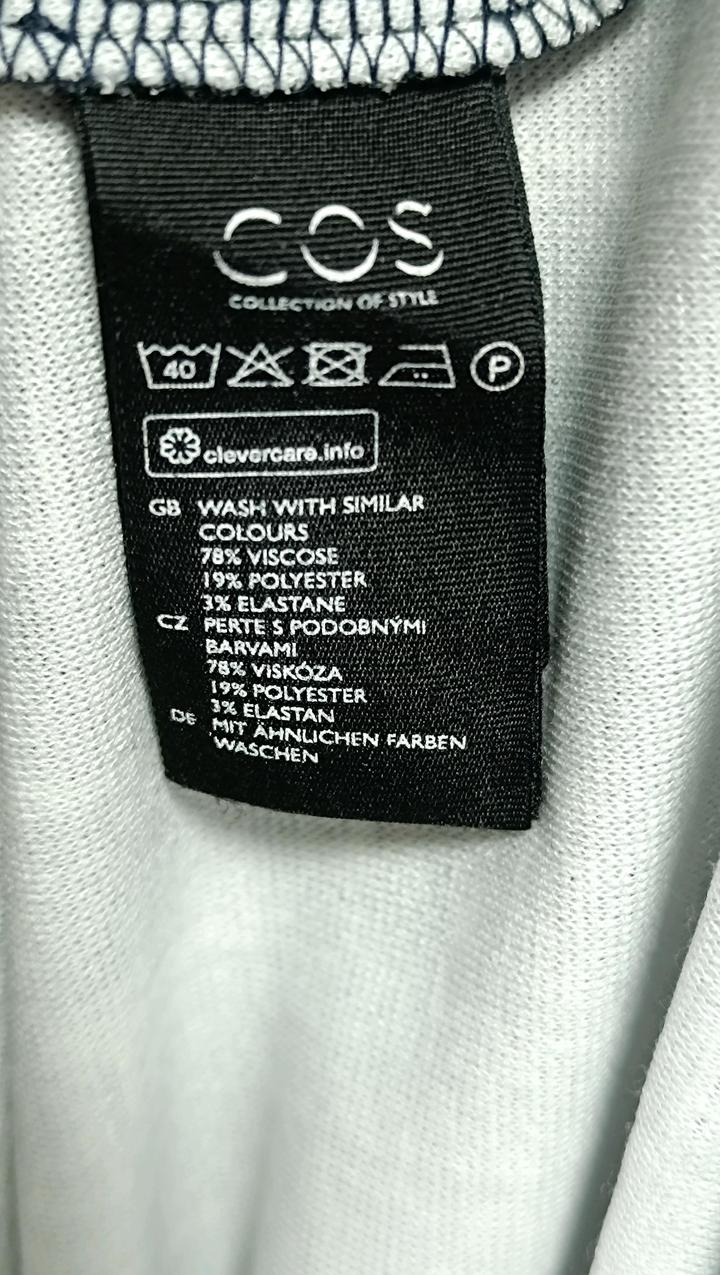 COS
COLLECTION OF STYLE
40 P
clevercare.info
GB WASH WITH SIMILAR
COLOURS
78% VISCOSE
19% POLYESTER
3% ELASTANE
CZ PERTE S PODOBNÝMI
BARVAMI
78% VISKÓZA
19% POLYESTER
3% ELASTAN
DE MIT ÄHNLICHEN FARBEN
WASCHEN